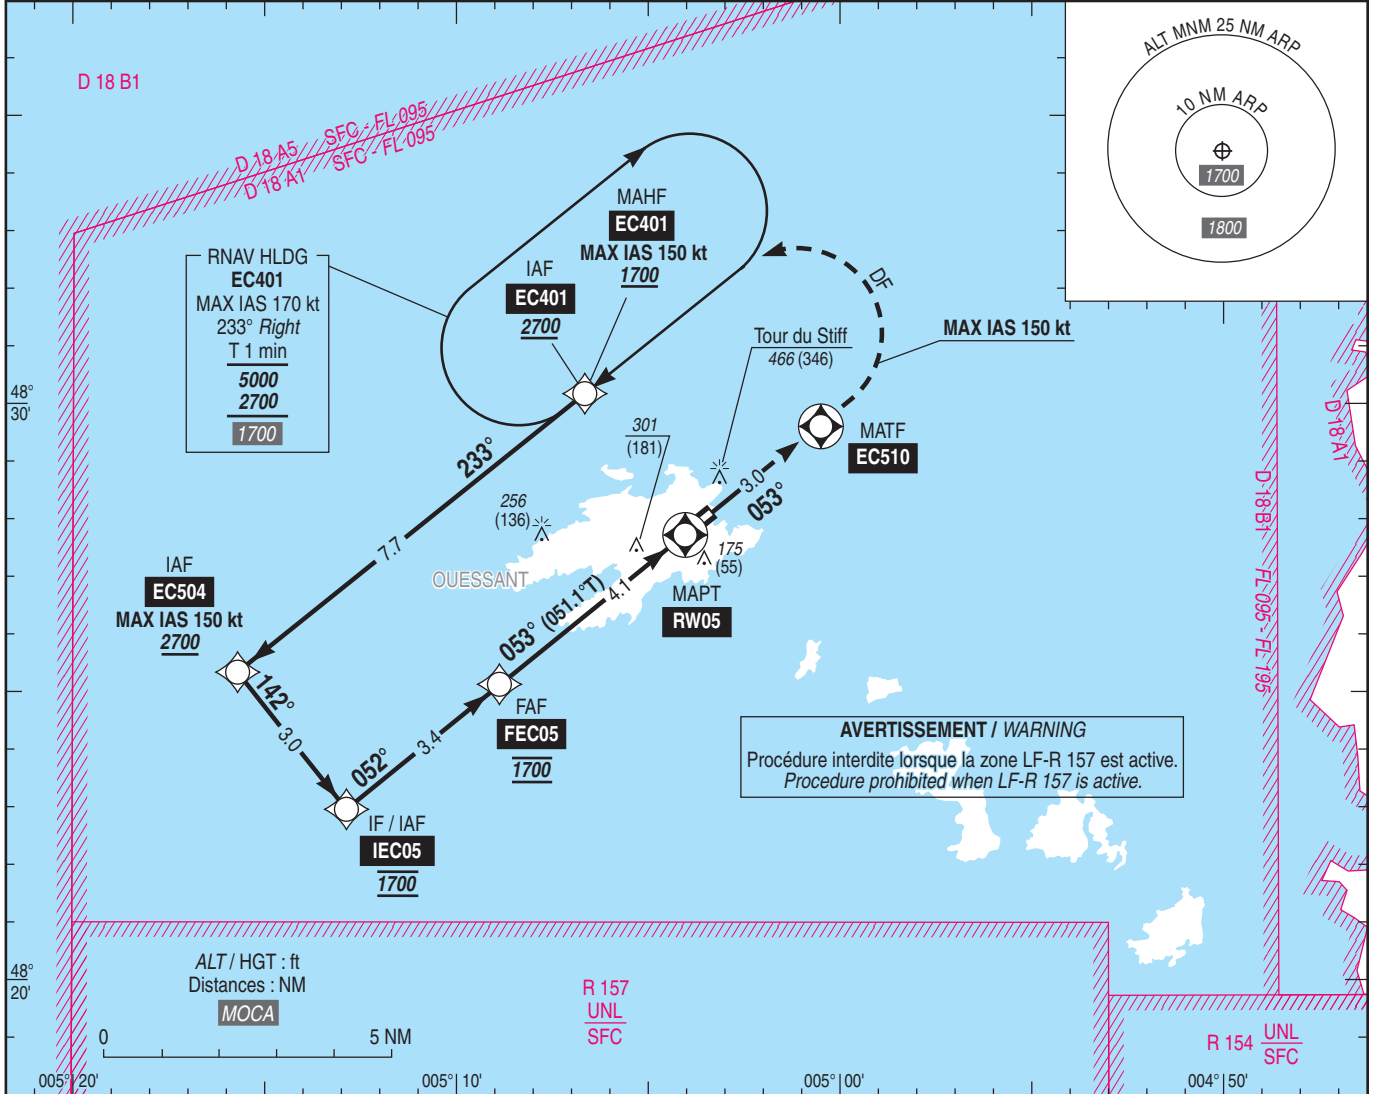 D 18 B1
D 18 A5 SFC - FL 095
D 18 A1 SFC - FL 095
ALT MNM 25 NM ARP
10 NM ARP
1700
1800
RNAV HLDG
EC401
MAX IAS 170 kt
233° Right
T 1 min
5000
2700
1700
MAHF
EC401
MAX IAS 150 kt
1700
IAF
EC401
2700
DF
MAX IAS 150 kt
Tour du Stiff
466 (346)
48°
30'
301
(181)
MATF
EC510
D 18 A1
233°
3.0
053°
256
(136)
175
(55)
7.7
OUESSANT
D 18 B1 FL 095 - FL 195
IAF
EC504
MAX IAS 150 kt
2700
053° (051.1°T)
4.1
MAPT
RW05
142°
3.0
FAF
FEC05
1700
052°
3.4
AVERTISSEMENT / WARNING
Procédure interdite lorsque la zone LF-R 157 est active.
Procedure prohibited when LF-R 157 is active.
IF / IAF
IEC05
1700
48°
20'
ALT / HGT : ft
Distances : NM
MOCA
0 5 NM
R 157
UNL
SFC
R 154 UNL
SFC
005° 20' 005° 10' 005° 00' 004° 50'